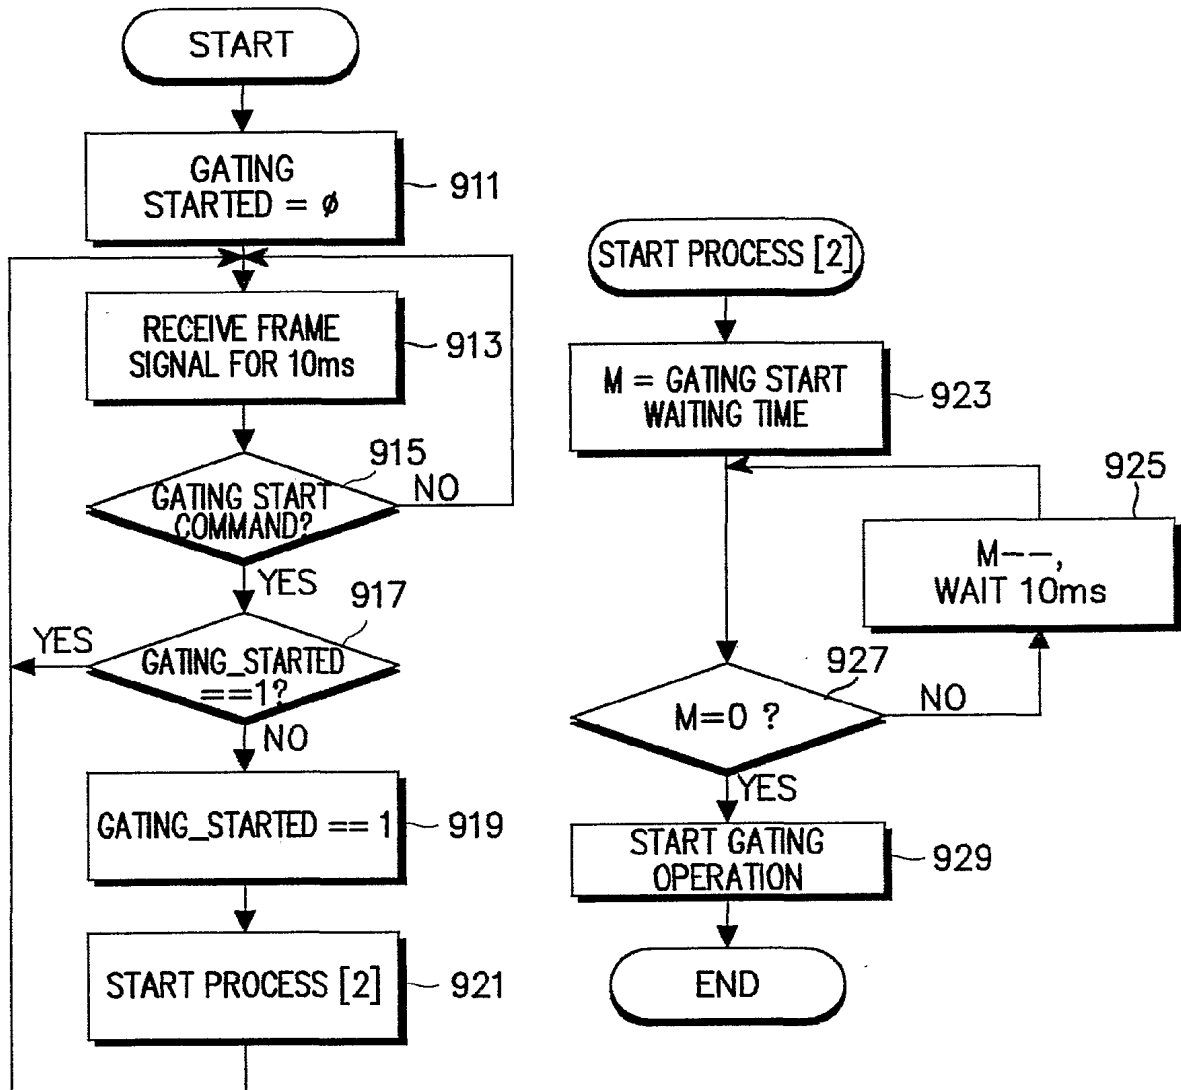 START
GATING
STARTED = ø
911
RECEIVE FRAME
SIGNAL FOR 10ms
913
915
GATING START
COMMAND?
NO
YES
917
YES
GATING_STARTED
==1?
NO
GATING_STARTED == 1
919
START PROCESS [2]
921
START PROCESS [2]
M = GATING START
WAITING TIME
923
925
M--,
WAIT 10ms
927
M=0 ?
NO
YES
START GATING
OPERATION
929
END